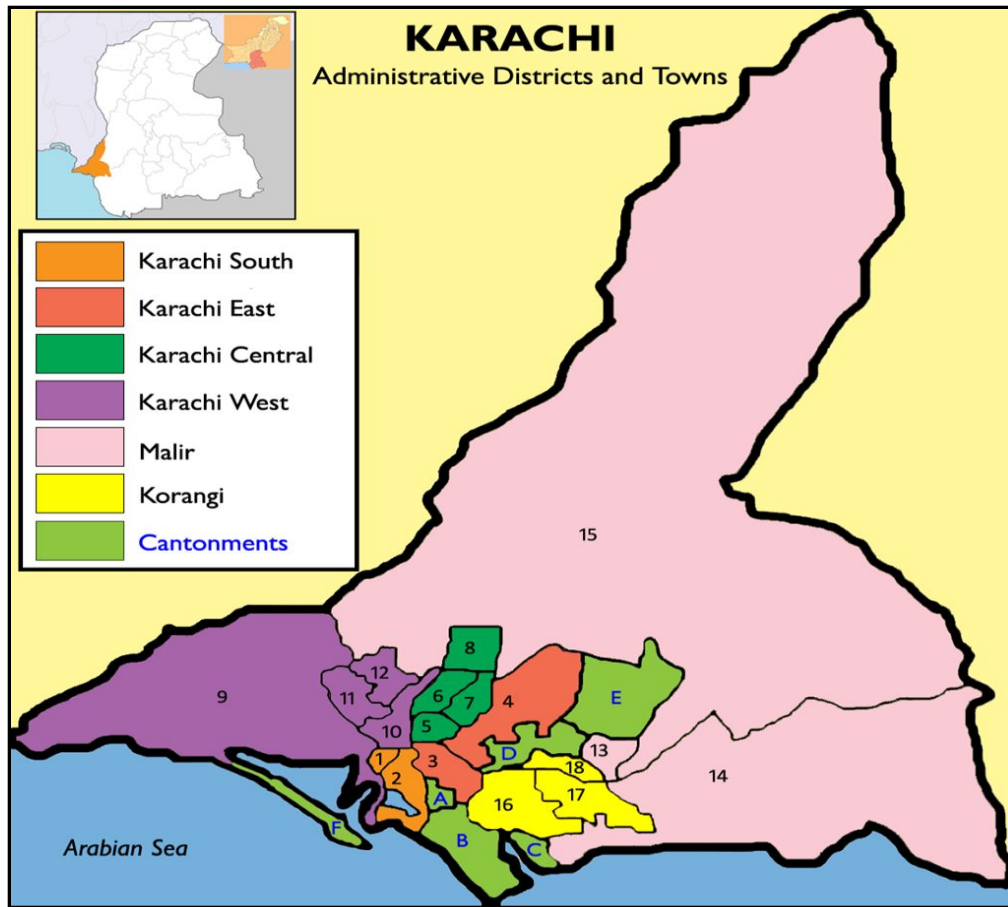 KARACHI
Administrative Districts and Towns
Karachi South
Karachi East
Karachi Central
Karachi West
Malir
Korangi
Cantonments
15
8
12
11
6
7
4
E
9
10
5
D
13
18
1
2
3
14
A
16
17
F
B
C
Arabian Sea